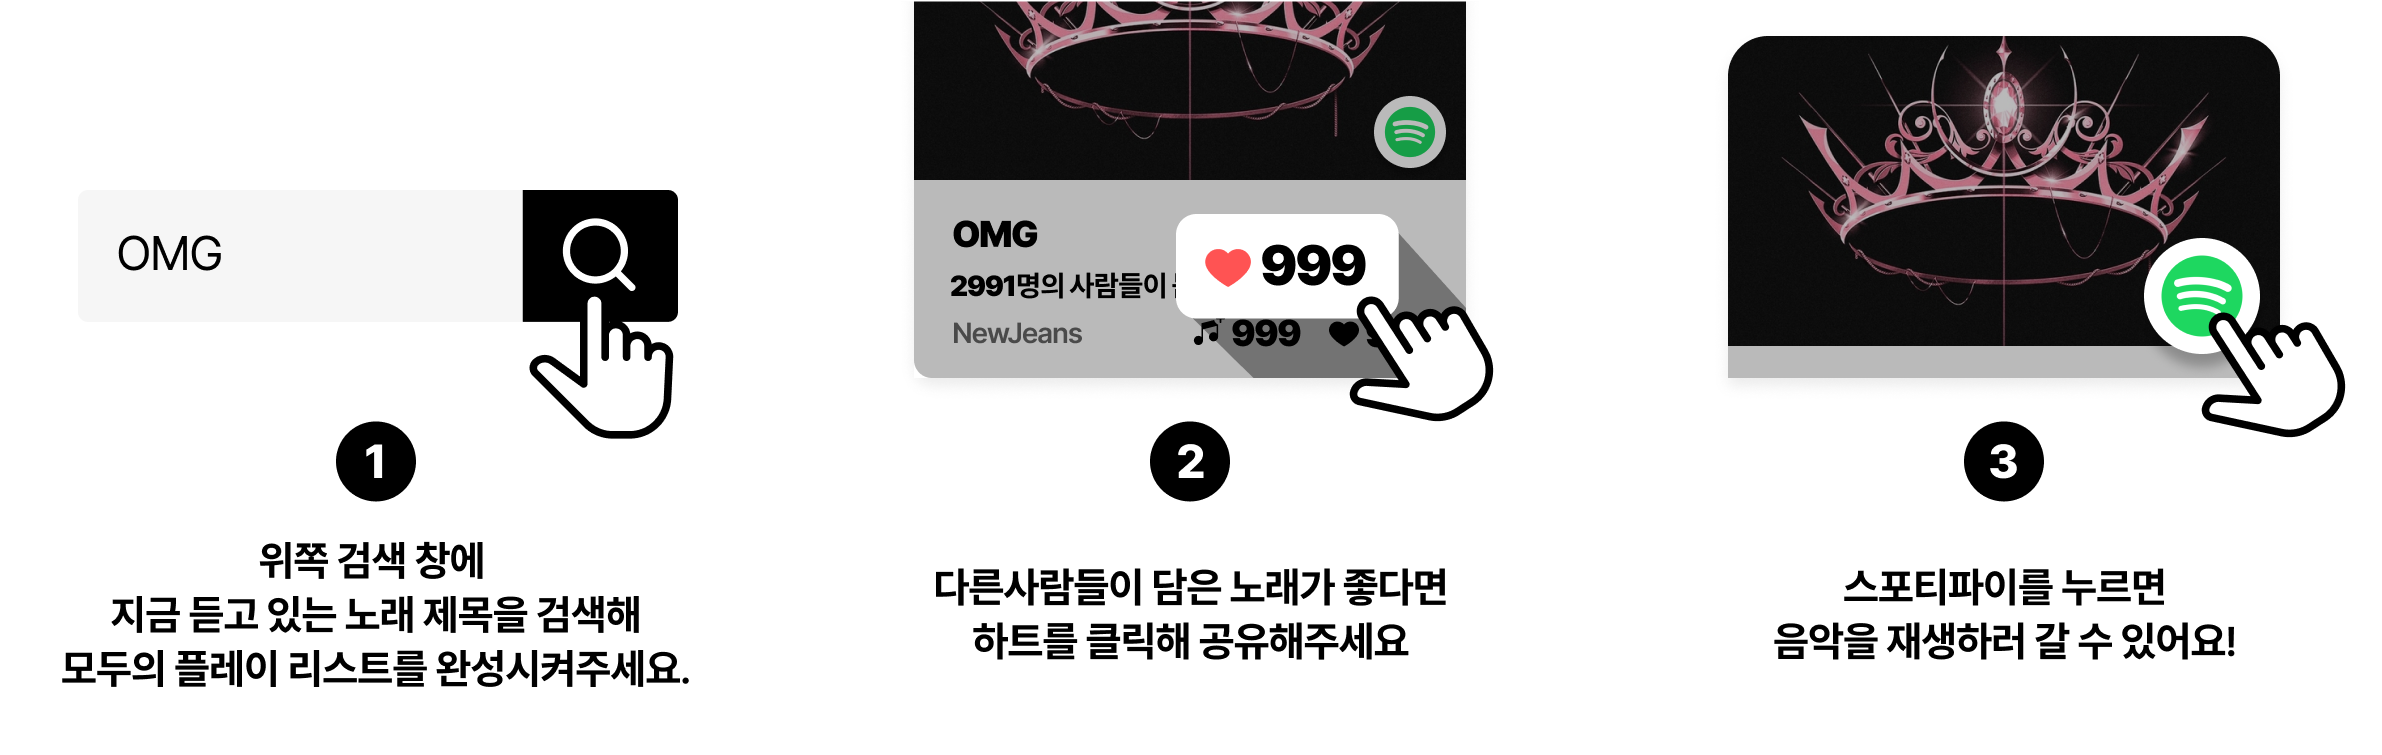 OMG
1
위쪽 검색 창에
지금 듣고 있는 노래 제목을 검색해
모두의 플레이 리스트를 완성시켜주세요.
OMG
999
2991명의 사람들이
NewJeans
999
2
다른사람들이 담은 노래가 좋다면
하트를 클릭해 공유해주세요
3
스포티파이를 누르면
음악을 재생하러 갈 수 있어요!